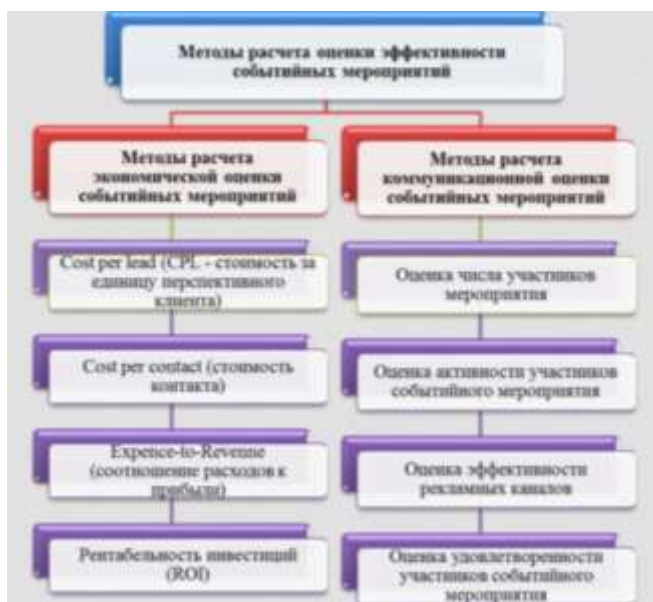 Методы расчета оценки эффективности
событийных мероприятий
Методы расчета
экономической оценки
событийных мероприятий
Методы расчета
коммуникационной оценки
событийных мероприятий
Cost per lead (CPL - стоимость за
единицу перспективного
клиента)
Cost per contact (стоимость
контакта)
Expence-to-Revenne
(соотношение расходов к
прибыли)
Рентабельность инвестиций
(ROI)
Оценка числа участников
мероприятия
Оценка активности участников
событийного мероприятия
Оценка эффективности
рекламных каналов
Оценка удовлетворенности
участников событийного
мероприятия